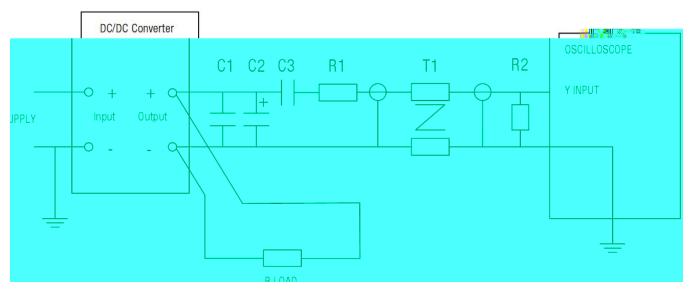 DC/DC Converter
OSCILLOSCOPE
C1 C2 C3 R1 T1 R2
Y INPUT
+ + +
UPPLY Input Output
- -
R LOAD